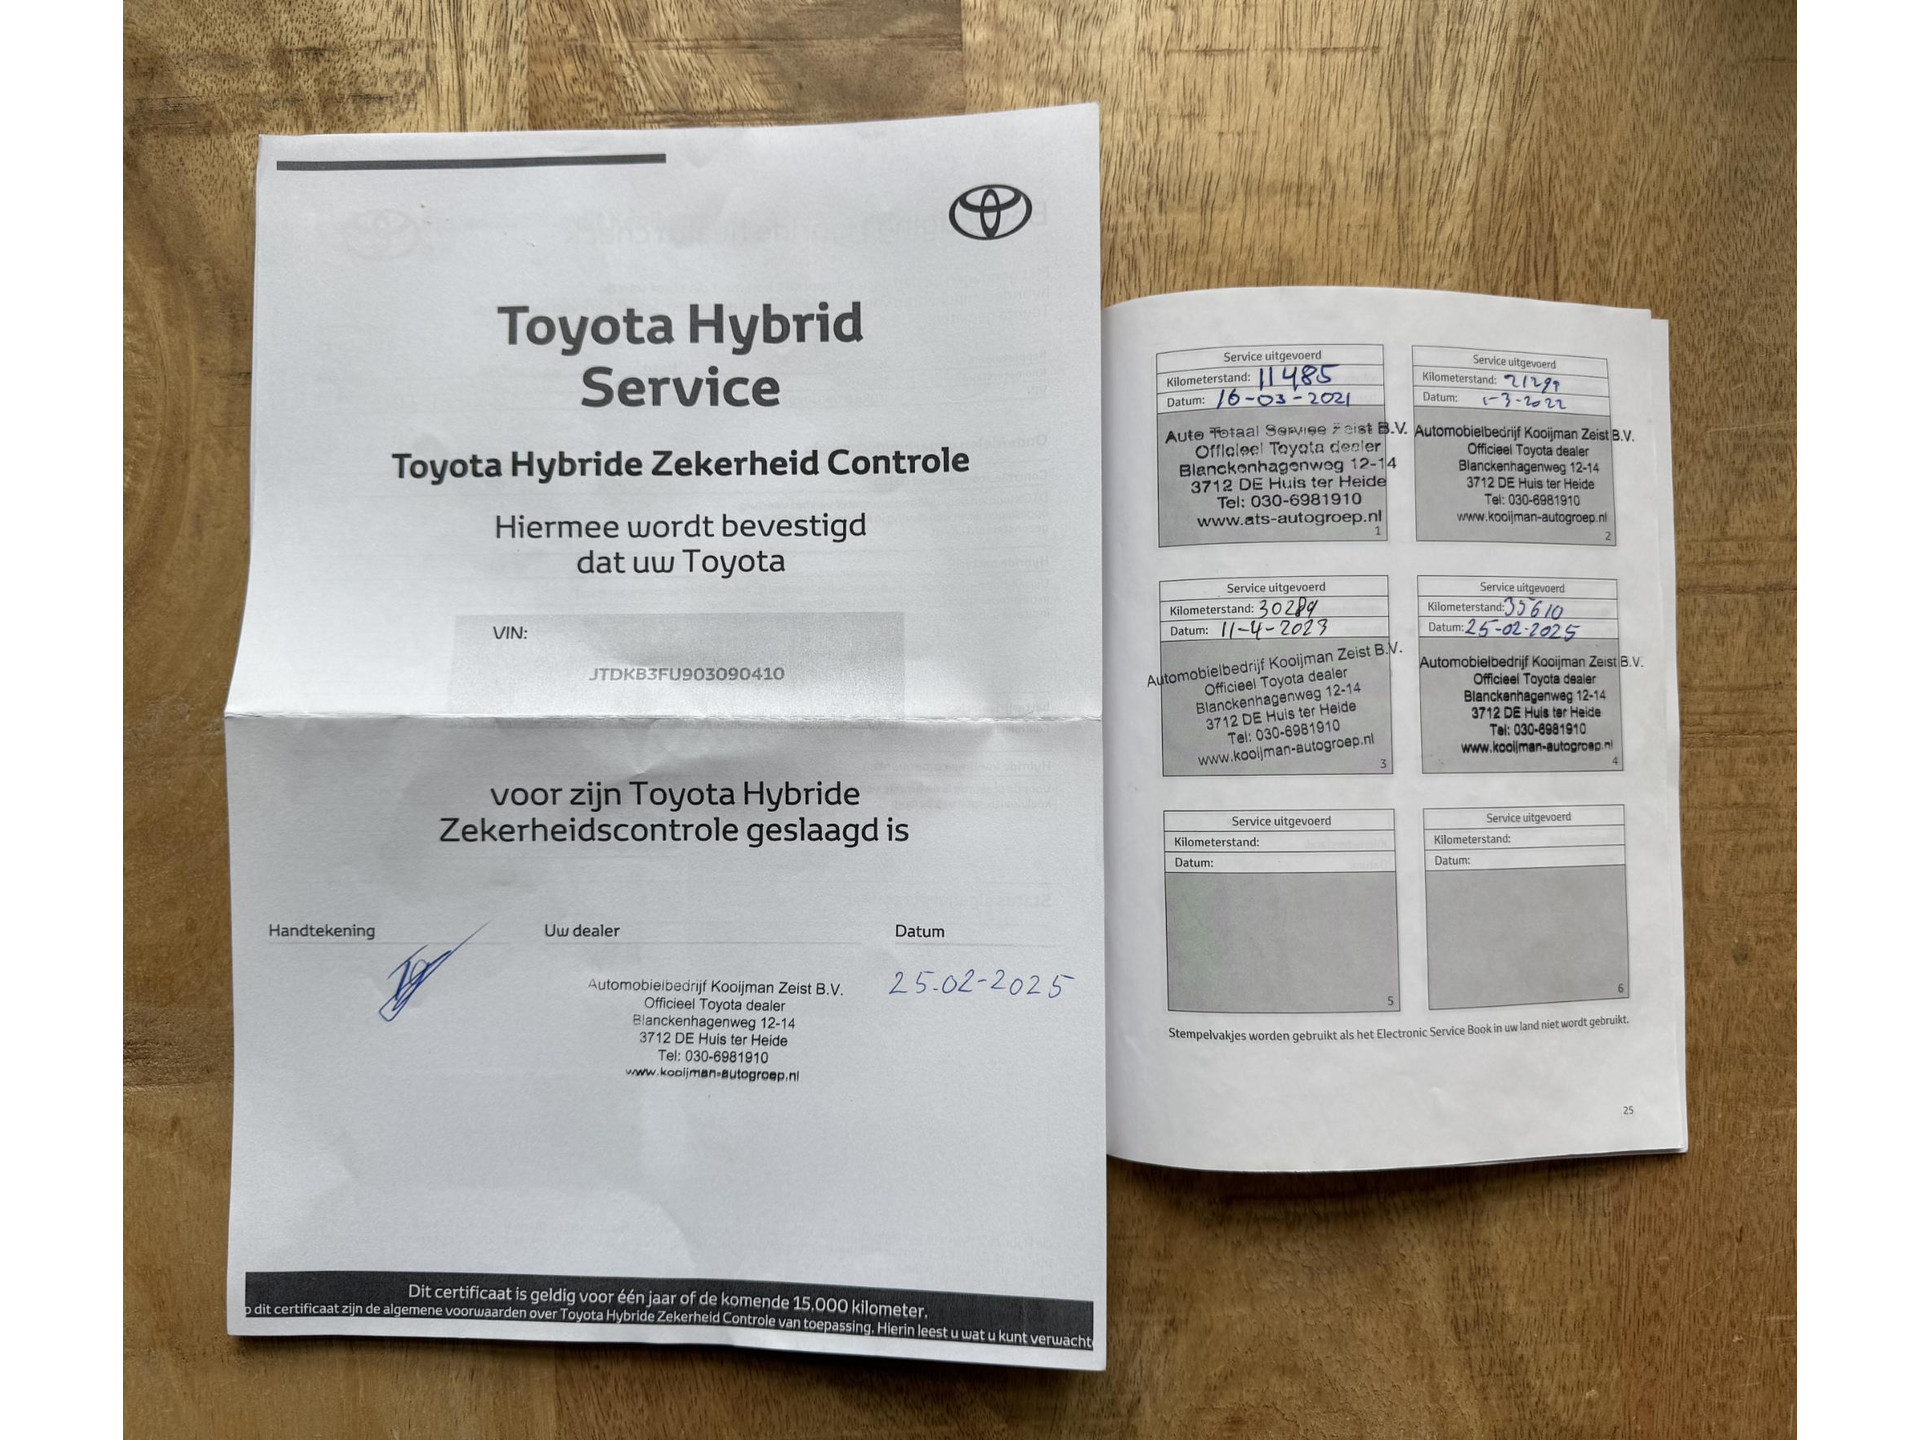 Toyota Hybrid
Service
Toyota Hybride Zekerheid Controle
Hiermee wordt bevestigd
dat uw Toyota
VIN:
JTDKB3FU903090410
voor zijn Toyota Hybride
Zekerheidscontrole geslaagd is
Handtekening
Uw dealer
Datum
Automobielbedrijf Kooijman Zeist B.V.
Officieel Toyota dealer
Blanckenhagenweg 12-14
3712 DE Huis ter Heide
Tel: 030-6981910
www.kooijman-autogroep.nl
25.02-2025
Dit certificaat is geldig voor één jaar of de komende 15.000 kilometer.
dit certificaat zijn de algemene voorwaarden over Toyota Hybride Zekerheid Controle van toepassing. Hierin leest u wat u kunt verwacht
Service uitgevoerd
Kilometerstand: 11485
Datum: 16-03-2021
Auto Totaal Service Zeist B.V.
Officieel Toyota dealer
Blanckenhagenweg 12-14
3712 DE Huis ter Heide
Tel: 030-6981910
www.ats-autogroep.nl
1
Service uitgevoerd
Kilometerstand:
Datum: 1-3-2022
Automobielbedrijf Kooijman Zeist B.V.
Officieel Toyota dealer
Blanckenhagenweg 12-14
3712 DE Huis ter Heide
Tel: 030-6981910
www.kooijman-autogroep.nl
2
Service uitgevoerd
Kilometerstand: 30289
Datum: 11-4-2023
Automobielbedrijf Kooijman Zeist B.V.
Officieel Toyota dealer
Blanckenhagenweg 12-14
3712 DE Huis ter Heide
Tel: 030-6981910
www.kooijman-autogroep.nl
3
Service uitgevoerd
Kilometerstand: 35610
Datum: 25-02-2025
Automobielbedrijf Kooijman Zeist B.V.
Officieel Toyota dealer
Blanckenhagenweg 12-14
3712 DE Huis ter Heide
Tel: 030-6981910
www.kooijman-autogroep.nl
4
Service uitgevoerd
Kilometerstand:
Datum:
5
Service uitgevoerd
Kilometerstand:
Datum:
6
Stempelvakjes worden gebruikt als het Electronic Service Book in uw land niet wordt gebruikt.
25